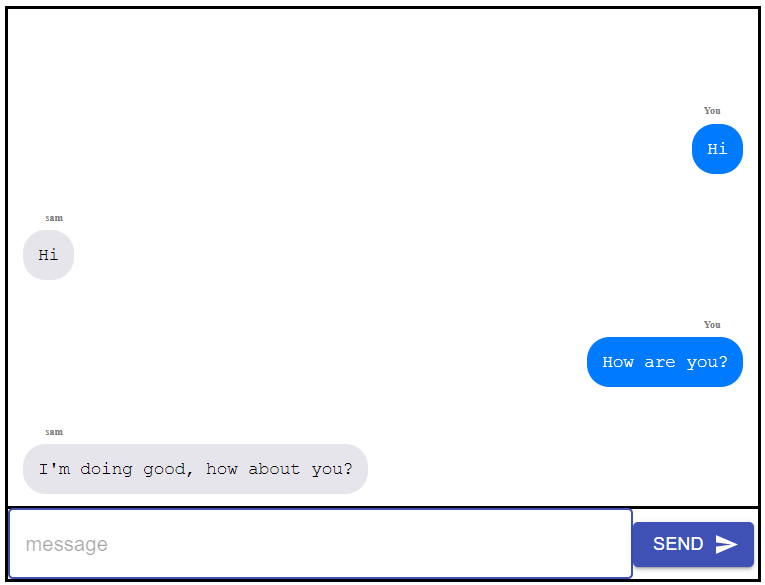 You
Hi
sam
Hi
You
How are you?
sam
I'm doing good, how about you?
message
SEND